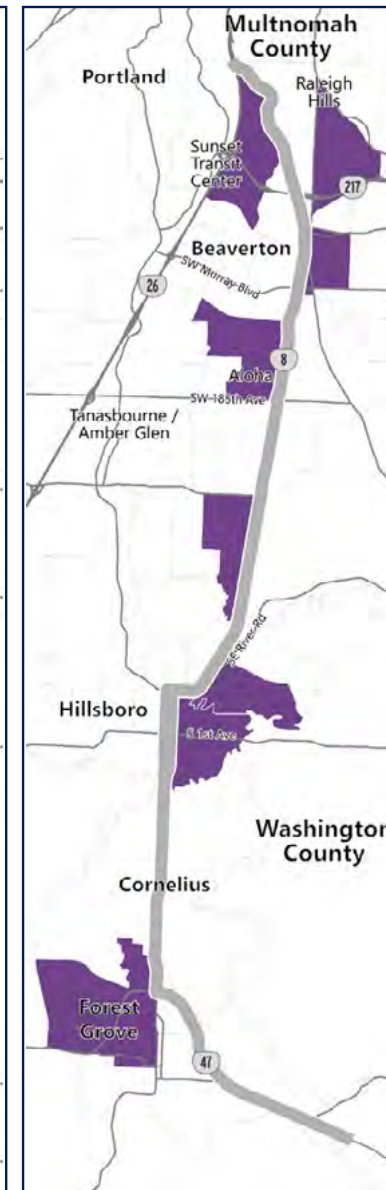 Multnomah
County
Portland
Raleigh
Hills
Sunset
Transit
Center
217
Beaverton
SW Murray Blvd
26
8
Aloha
SW 185th Ave
Tanasbourne /
Amber Glen
SE River Rd
Hillsboro
S 1st Ave
Washington
County
Cornelius
Forest
Grove
47